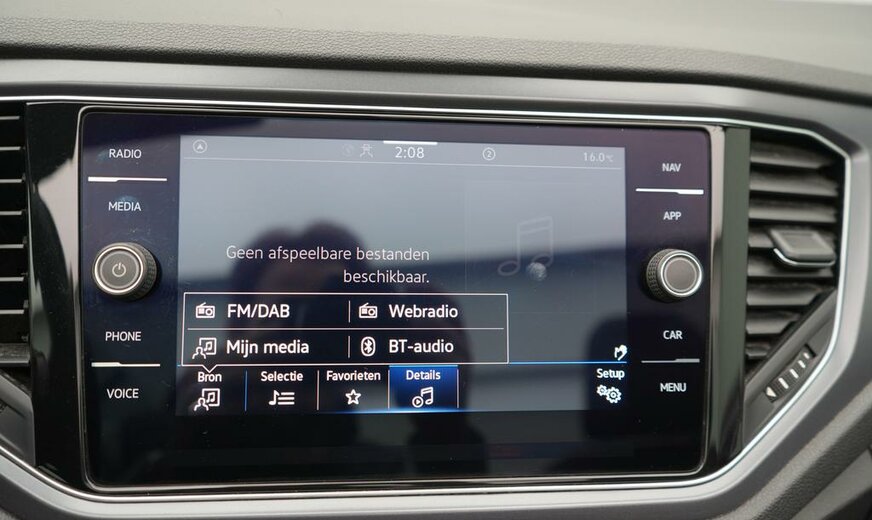 RADIO
MEDIA
PHONE
VOICE
2:08
2
16.0°C
Geen afspeelbare bestanden
beschikbaar.
FM/DAB
Webradio
Mijn media
BT-audio
Bron
Selectie
Favorieten
Details
Setup
NAV
APP
CAR
MENU